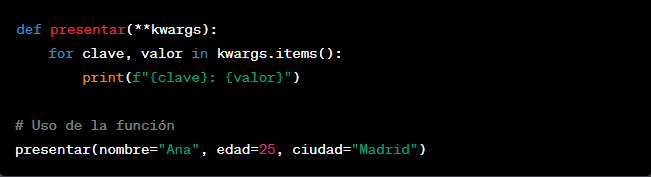 def presentar(**kwargs):
    for clave, valor in kwargs.items():
        print(f"{clave}: {valor}")

# Uso de la función
presentar(nombre="Ana", edad=25, ciudad="Madrid")